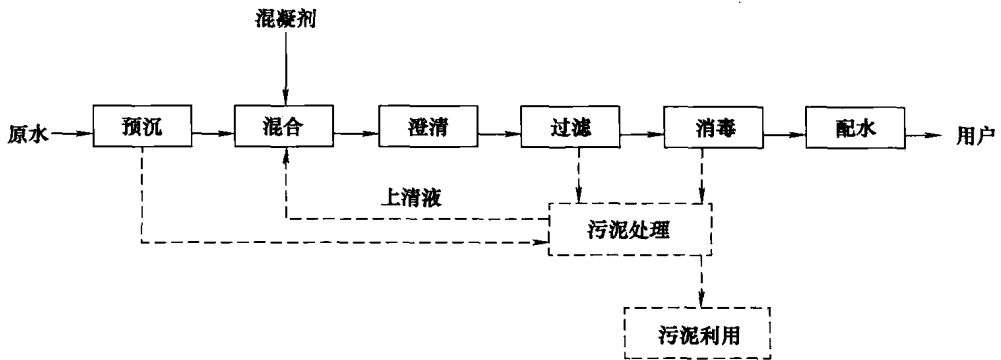 混凝剂
原水
预沉
混合
澄清
过滤
消毒
配水
用户
上清液
污泥处理
污泥利用